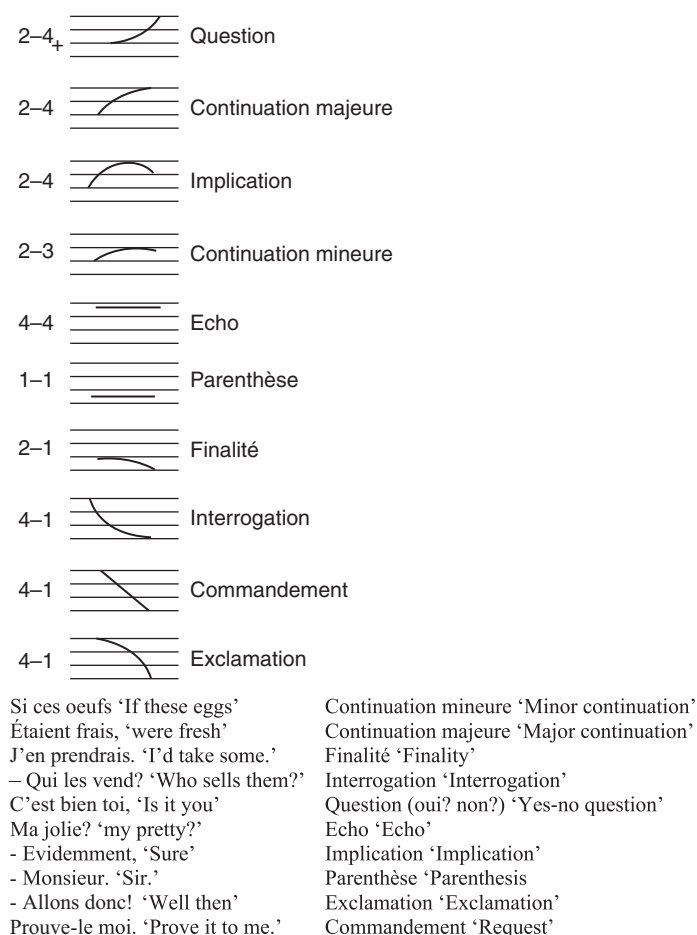 2–4+ Question
2–4 Continuation majeure
2–4 Implication
2–3 Continuation mineure
4–4 Echo
1–1 Parenthèse
2–1 Finalité
4–1 Interrogation
4–1 Commandement
4–1 Exclamation
Si ces oeufs ‘If these eggs’ Continuation mineure ‘Minor continuation’
Étaient frais, ‘were fresh’ Continuation majeure ‘Major continuation’
J’en prendrais. ‘I’d take some.’ Finalité ‘Finality’
– Qui les vend? ‘Who sells them?’ Interrogation ‘Interrogation’
C’est bien toi, ‘Is it you’ Question (oui? non?) ‘Yes-no question’
Ma jolie? ‘my pretty?’ Echo ‘Echo’
- Evidemment, ‘Sure’ Implication ‘Implication’
- Monsieur. ‘Sir.’ Parenthèse ‘Parenthesis
- Allons donc! ‘Well then’ Exclamation ‘Exclamation’
Prouve-le moi. ‘Prove it to me.’ Commandement ‘Request’